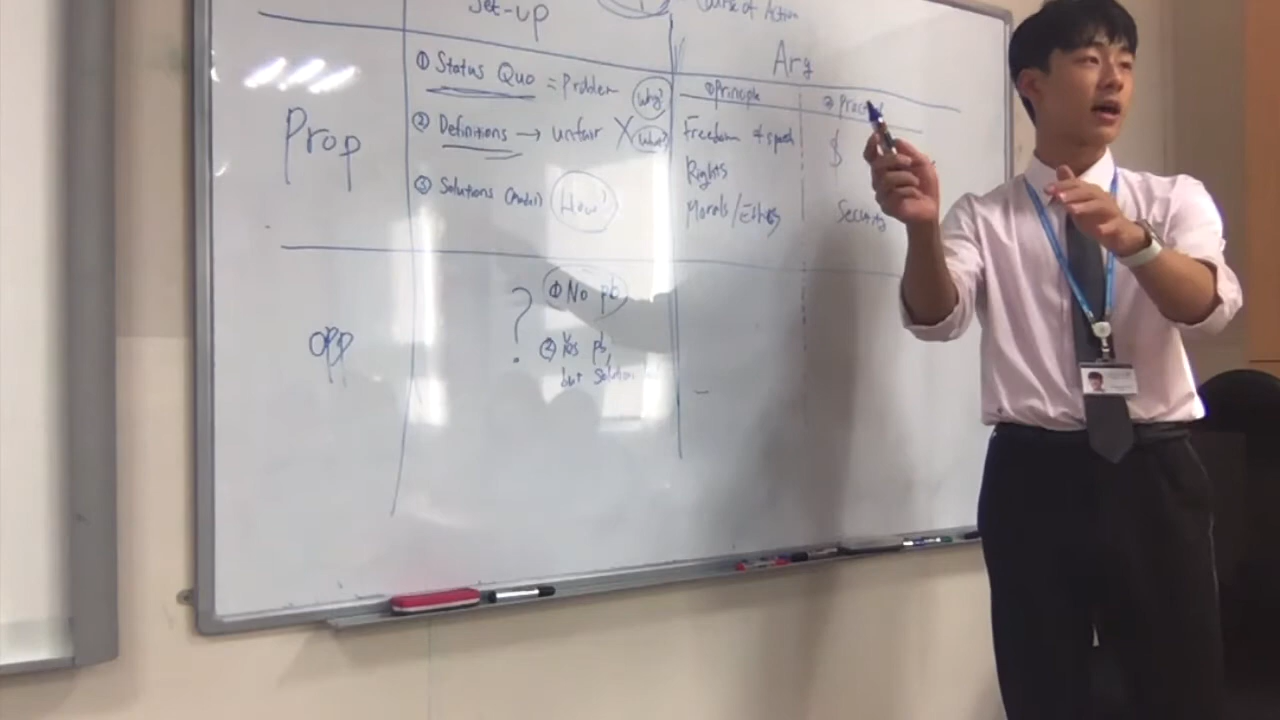 Set-up
Course of Action
Arg
Prop
① Status Quo = Problem
Why?
② Definitions → unfair X
What?
③ Solutions (Model)
How?
① Principle
②
Freedom of speech
$
Rights
Morals/Ethics
Security
Opp
?
① No pb
② Yes pb,
but